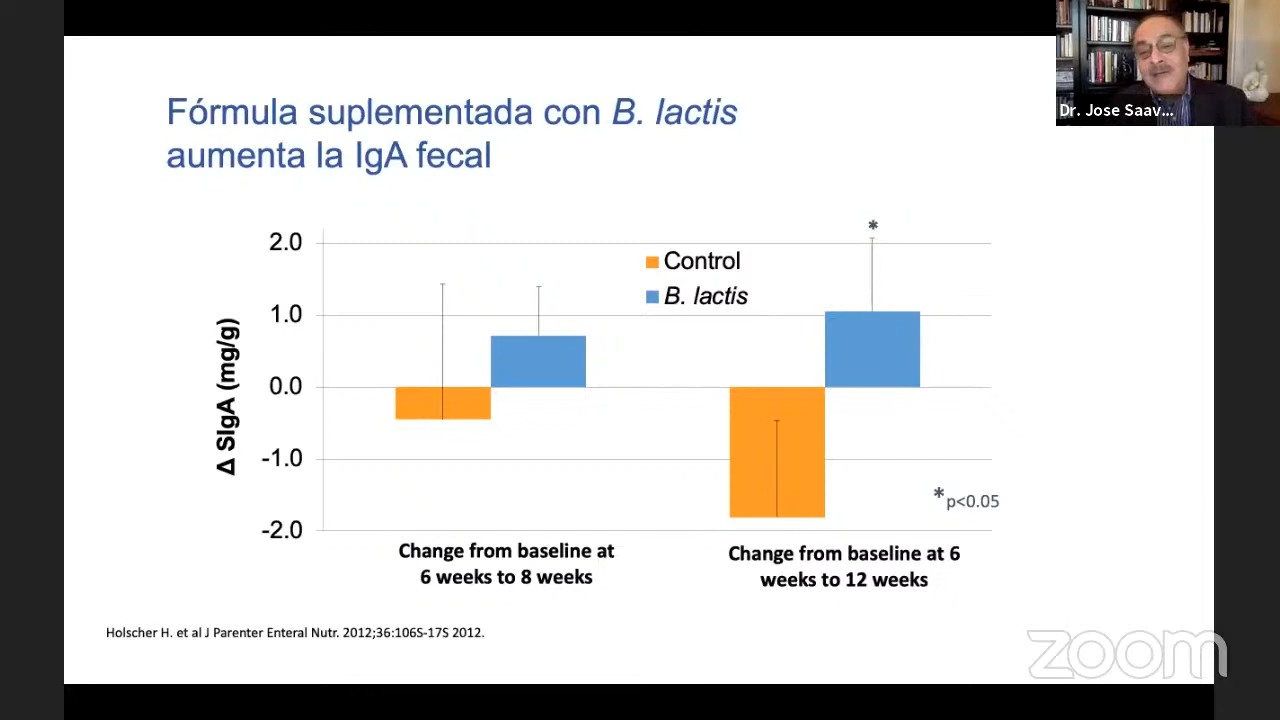 Fórmula suplementada con B. lactis
aumenta la IgA fecal
Dr. Jose Saav...
*
2.0
1.0
0.0
-1.0
-2.0
Δ SIgA (mg/g)
Control
B. lactis
*p<0.05
Change from baseline at
6 weeks to 8 weeks
Change from baseline at 6
weeks to 12 weeks
Holscher H. et al J Parenter Enteral Nutr. 2012;36:106S-17S 2012.
zoom